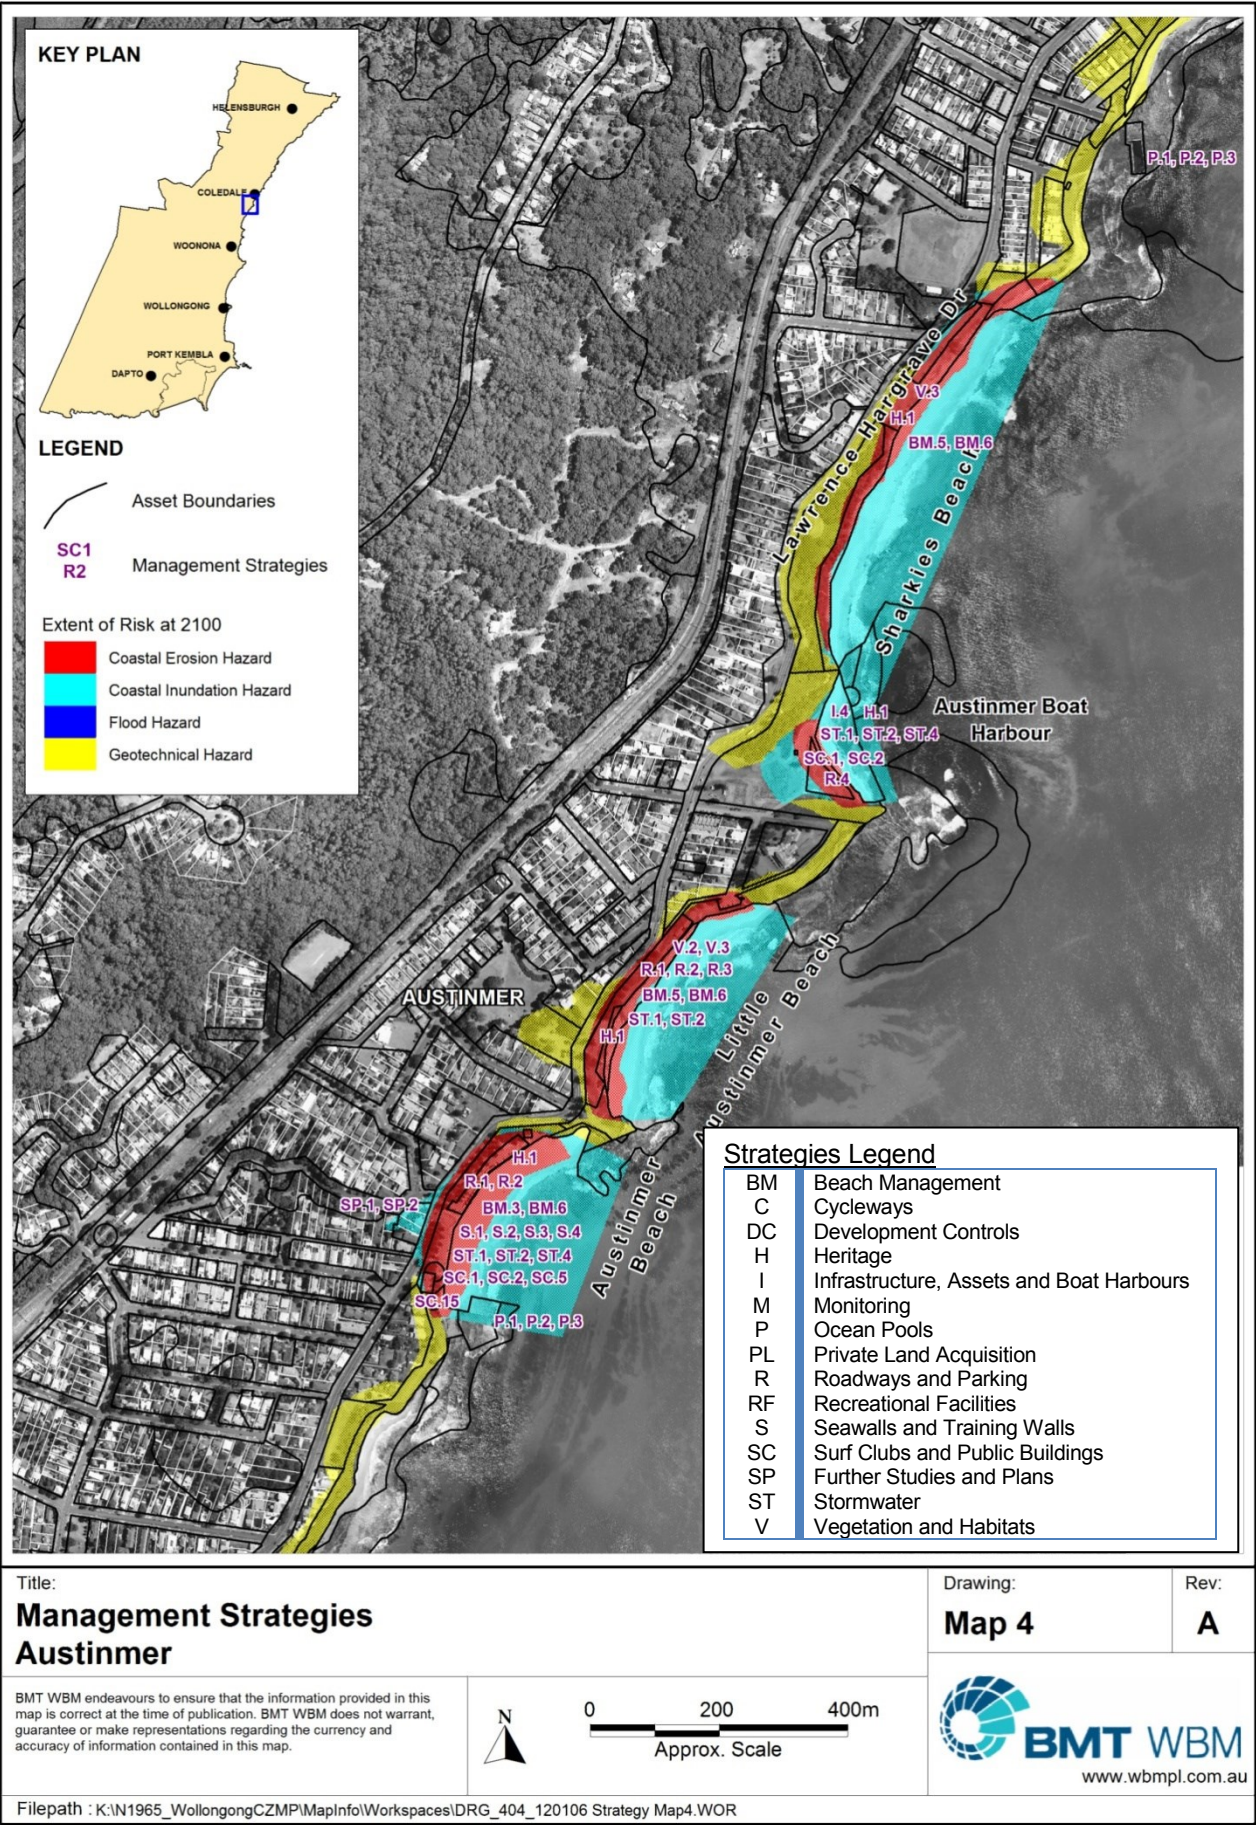 KEY PLAN
HELENSBURGH
COLEDALE
WOONONA
WOLLONGONG
PORT KEMBLA
DAPTO
LEGEND
Asset Boundaries
SC1
R2
Management Strategies
Extent of Risk at 2100
Coastal Erosion Hazard
Coastal Inundation Hazard
Flood Hazard
Geotechnical Hazard
P.1, P.2, P.3
Lawrence Hargrave Dr
V.3
H.1
BM.5, BM.6
Sharkies Beach
Austinmer Boat
Harbour
I.4 H.1
ST.1, ST.2, ST.4
SC.1, SC.2
R.4
V.2, V.3
R.1, R.2, R.3
BM.5, BM.6
ST.1, ST.2
H.1
Little
Austinmer Beach
AUSTINMER
H.1
R.1, R.2
SP.1, SP.2
BM.3, BM.6
S.1, S.2, S.3, S.4
ST.1, ST.2, ST.4
SC.1, SC.2, SC.5
SC.15
P.1, P.2, P.3
Austinmer
Beach
Strategies Legend
BM Beach Management
C Cycleways
DC Development Controls
H Heritage
I Infrastructure, Assets and Boat Harbours
M Monitoring
P Ocean Pools
PL Private Land Acquisition
R Roadways and Parking
RF Recreational Facilities
S Seawalls and Training Walls
SC Surf Clubs and Public Buildings
SP Further Studies and Plans
ST Stormwater
V Vegetation and Habitats
Title:
Management Strategies
Austinmer
Drawing:
Map 4
Rev:
A
BMT WBM endeavours to ensure that the information provided in this
map is correct at the time of publication. BMT WBM does not warrant,
guarantee or make representations regarding the currency and
accuracy of information contained in this map.
N
0 200 400m
Approx. Scale
BMT WBM
www.wbmpl.com.au
Filepath : K:\N1965_WollongongCZMP\MapInfo\Workspaces\DRG_404_120106 Strategy Map4.WOR